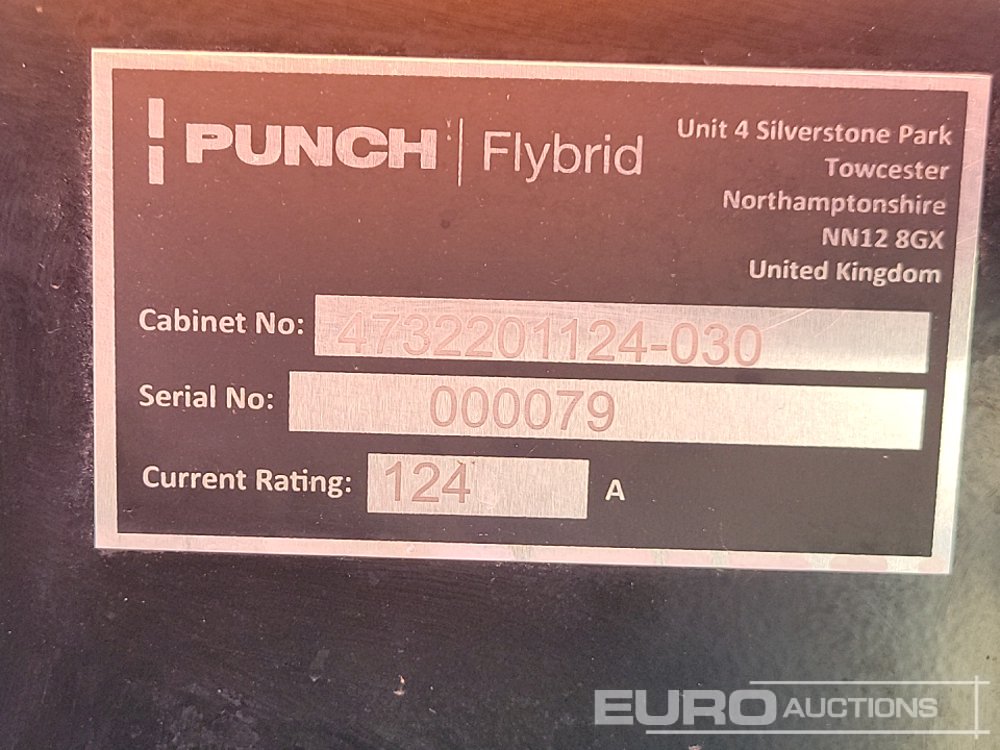 PUNCH | Flybrid
Unit 4 Silverstone Park
Towcester
Northamptonshire
NN12 8GX
United Kingdom
Cabinet No: 4732201124-030
Serial No: 000079
Current Rating: 124 A
EURO AUCTIONS